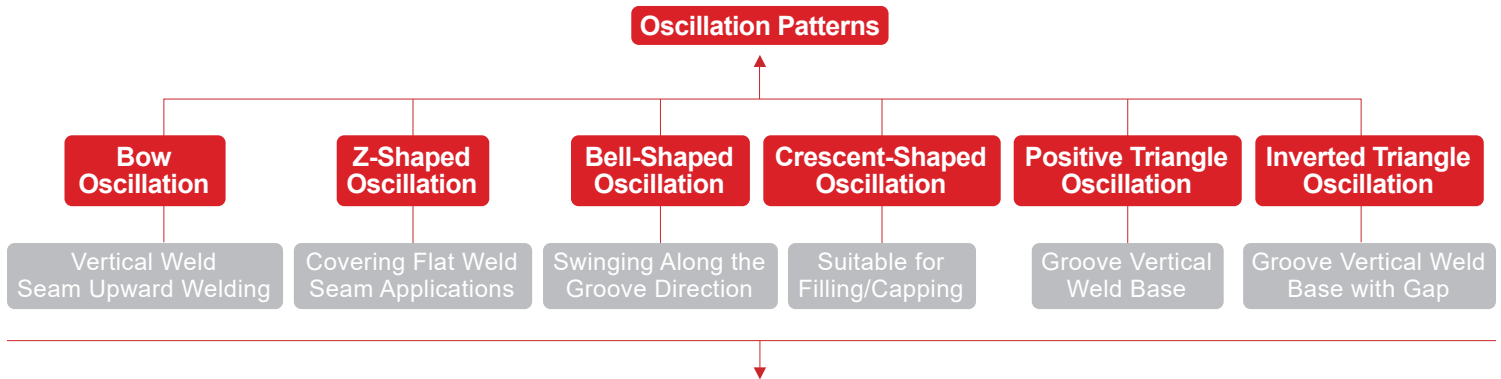 Oscillation Patterns
Bow
Oscillation
Vertical Weld
Seam Upward Welding
Z-Shaped
Oscillation
Covering Flat Weld
Seam Applications
Bell-Shaped
Oscillation
Swinging Along the
Groove Direction
Crescent-Shaped
Oscillation
Suitable for
Filling/Capping
Positive Triangle
Oscillation
Groove Vertical
Weld Base
Inverted Triangle
Oscillation
Groove Vertical Weld
Base with Gap